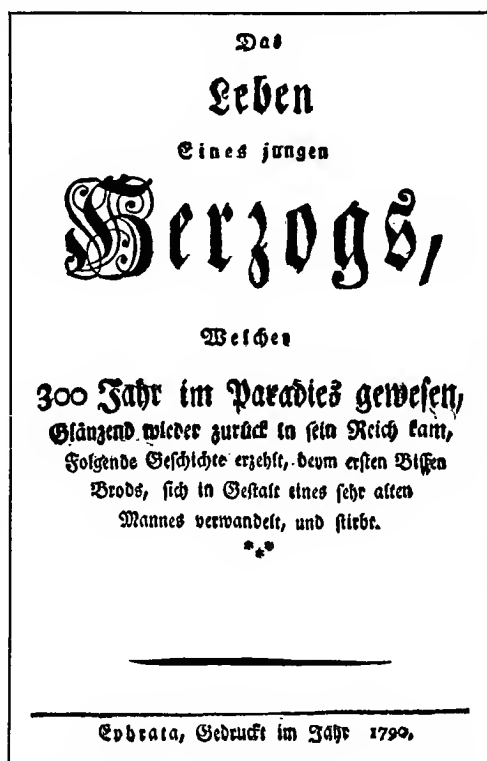 Das
Leben
Eines jungen
Herzogs,
Welcher
300 Jahr im Paradies gewesen,
Glänzend wieder zurück in sein Reich kam,
Folgende Geschichte erzehlt, beym ersten Bissen
Brods, sich in Gestalt eines sehr alten
Mannes verwandelt, und stirbt.
***
Ephrata, Gedruckt im Jahr 1790.